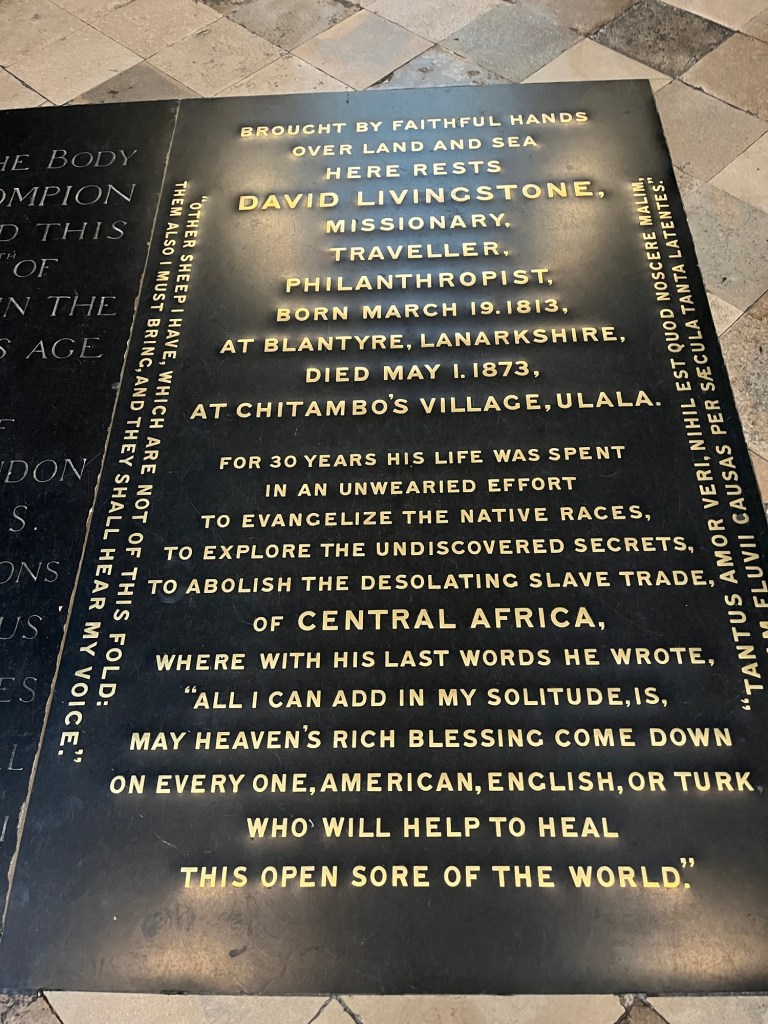 HE BODY
OMPION
D THIS
TH OF
IN THE
S AGE
UDON
S.
ONS
US
ES
BROUGHT BY FAITHFUL HANDS
OVER LAND AND SEA
HERE RESTS
DAVID LIVINGSTONE,
MISSIONARY,
TRAVELLER,
PHILANTHROPIST,
BORN MARCH 19. 1813,
AT BLANTYRE, LANARKSHIRE,
DIED MAY 1. 1873,
AT CHITAMBO'S VILLAGE, ULALA.
FOR 30 YEARS HIS LIFE WAS SPENT
IN AN UNWEARIED EFFORT
TO EVANGELIZE THE NATIVE RACES,
TO EXPLORE THE UNDISCOVERED SECRETS,
TO ABOLISH THE DESOLATING SLAVE TRADE,
OF CENTRAL AFRICA,
WHERE WITH HIS LAST WORDS HE WROTE,
"ALL I CAN ADD IN MY SOLITUDE, IS,
MAY HEAVEN'S RICH BLESSING COME DOWN
ON EVERY ONE, AMERICAN, ENGLISH, OR TURK
WHO WILL HELP TO HEAL
THIS OPEN SORE OF THE WORLD."
"OTHER SHEEP I HAVE, WHICH ARE NOT OF THIS FOLD:
THEM ALSO I MUST BRING, AND THEY SHALL HEAR MY VOICE."
"TANTUS AMOR VERI, NIHIL EST QUOD NOSCERE MALIM,
M FLUVII CAUSAS PER SÆCULA TANTA LATENTES."